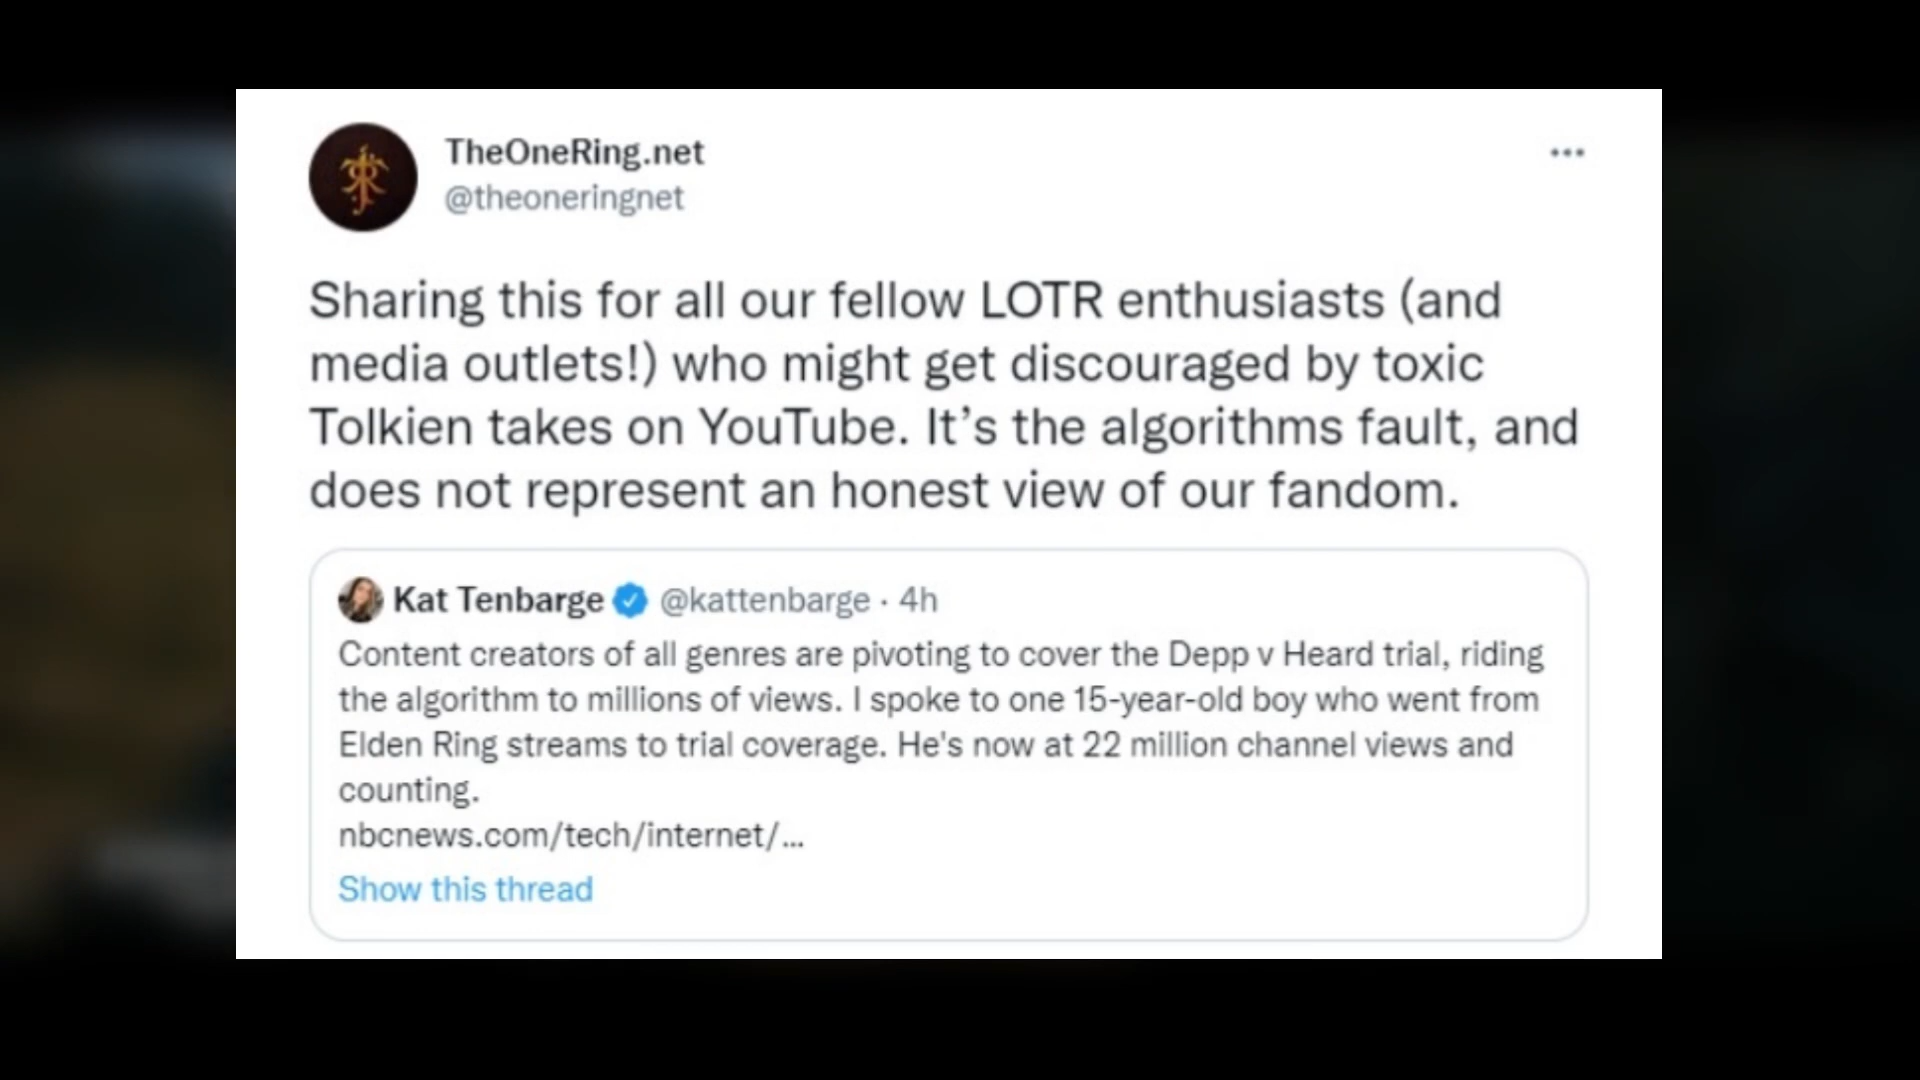 TheOneRing.net
@theoneringnet
Sharing this for all our fellow LOTR enthusiasts (and
media outlets!) who might get discouraged by toxic
Tolkien takes on YouTube. It’s the algorithms fault, and
does not represent an honest view of our fandom.
Kat Tenbarge @kattenbarge · 4h
Content creators of all genres are pivoting to cover the Depp v Heard trial, riding
the algorithm to millions of views. I spoke to one 15-year-old boy who went from
Elden Ring streams to trial coverage. He's now at 22 million channel views and
counting.
nbcnews.com/tech/internet/...
Show this thread